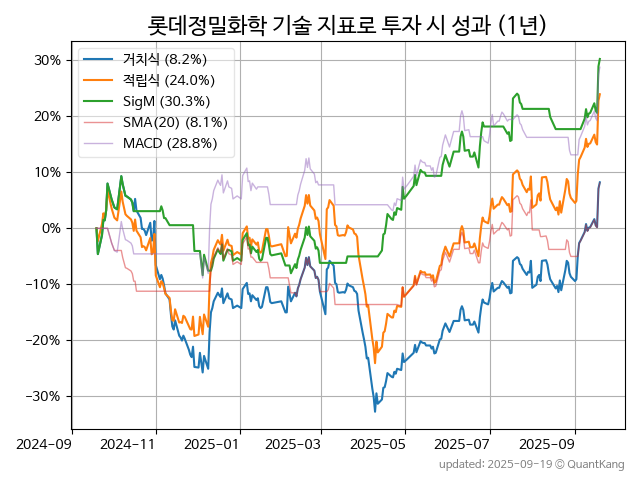 롯데정밀화학 기술 지표로 투자 시 성과 (1년)
거치식 (8.2%)
적립식 (24.0%)
SigM (30.3%)
SMA(20) (8.1%)
MACD (28.8%)
30%
20%
10%
0%
−10%
−20%
−30%
2024-09 2024-11 2025-01 2025-03 2025-05 2025-07 2025-09
updated: 2025-09-19 ⓒ QuantKang